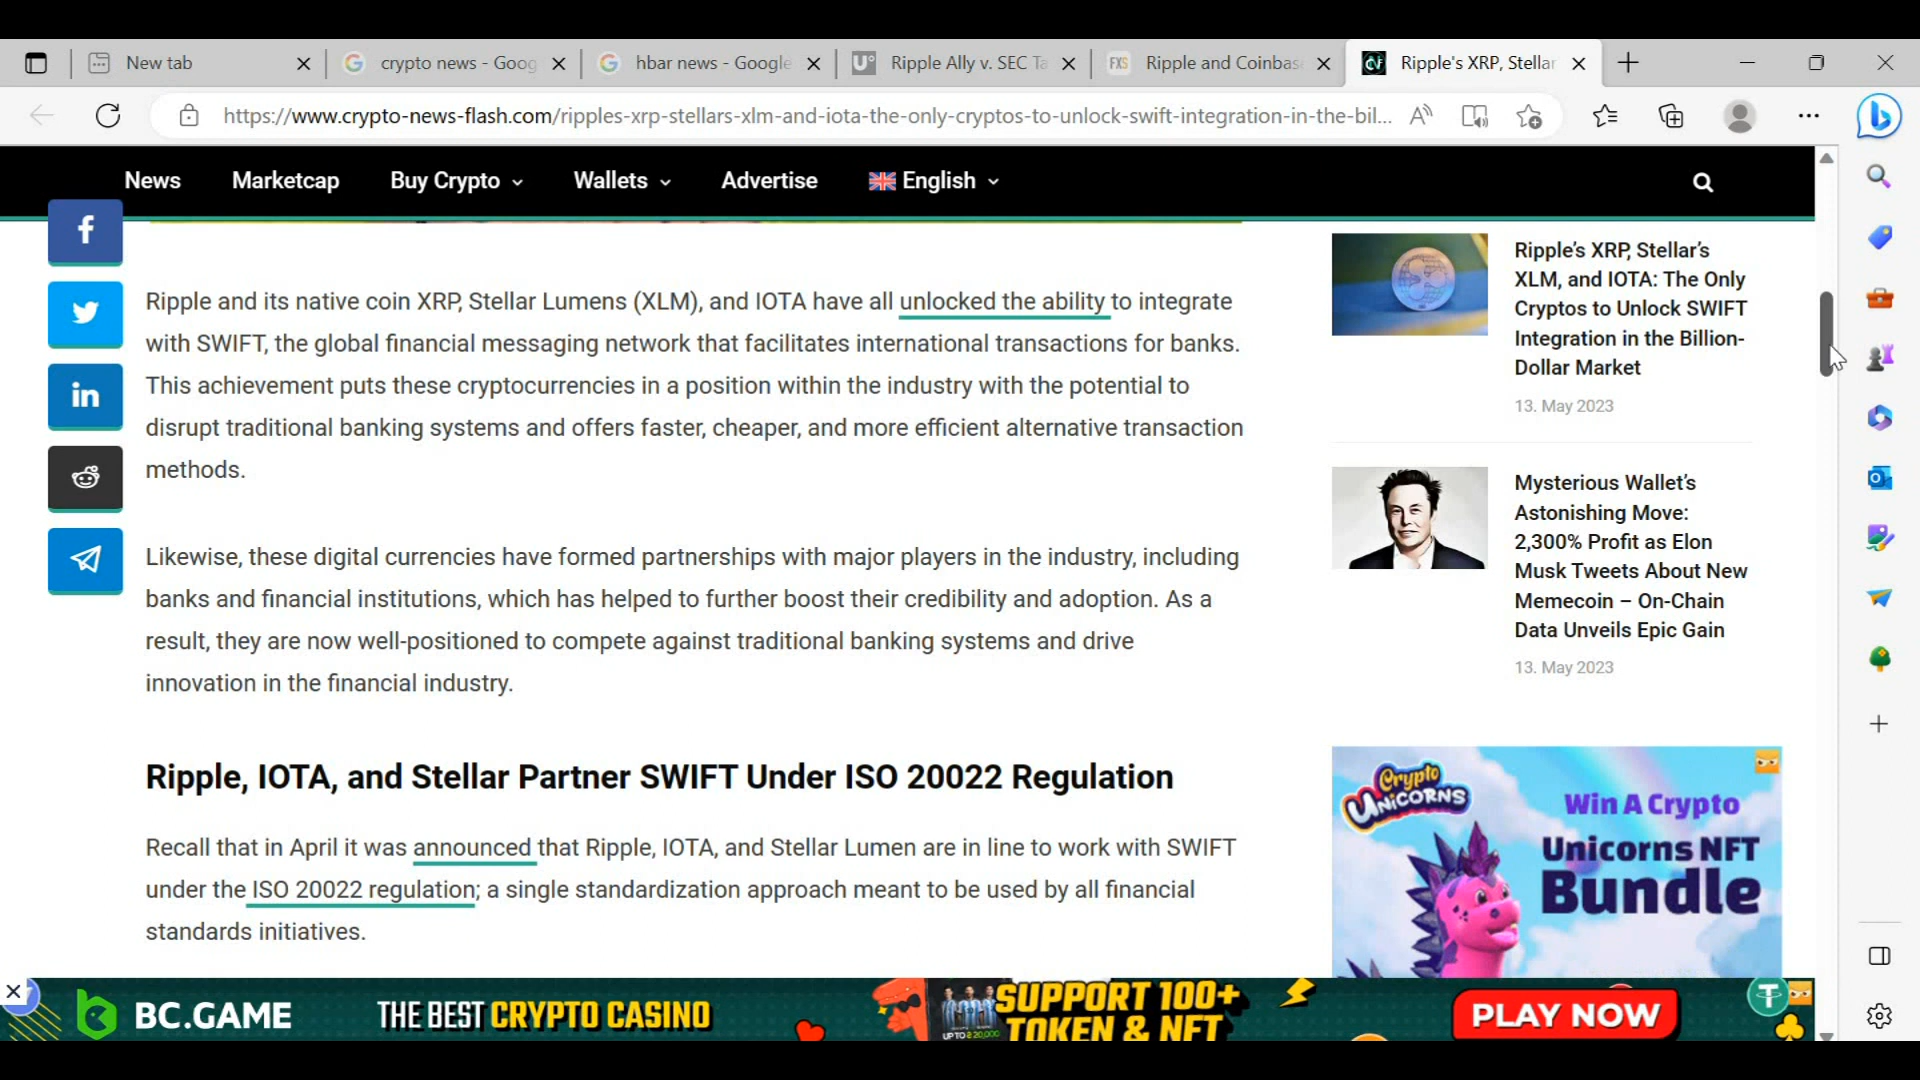 New tab
crypto news - Goog
hbar news - Google
Ripple Ally v. SEC Ta
FXS
Ripple and Coinbas
Ripple's XRP, Stellar
https://www.crypto-news-flash.com/ripples-xrp-stellars-xlm-and-iota-the-only-cryptos-to-unlock-swift-integration-in-the-bil...
News
Marketcap
Buy Crypto
Wallets
Advertise
English
Ripple and its native coin XRP, Stellar Lumens (XLM), and IOTA have all unlocked the ability to integrate
with SWIFT, the global financial messaging network that facilitates international transactions for banks.
This achievement puts these cryptocurrencies in a position within the industry with the potential to
disrupt traditional banking systems and offers faster, cheaper, and more efficient alternative transaction
methods.
Likewise, these digital currencies have formed partnerships with major players in the industry, including
banks and financial institutions, which has helped to further boost their credibility and adoption. As a
result, they are now well-positioned to compete against traditional banking systems and drive
innovation in the financial industry.
Ripple, IOTA, and Stellar Partner SWIFT Under ISO 20022 Regulation
Recall that in April it was announced that Ripple, IOTA, and Stellar Lumen are in line to work with SWIFT
under the ISO 20022 regulation; a single standardization approach meant to be used by all financial
standards initiatives.
Ripple's XRP, Stellar's
XLM, and IOTA: The Only
Cryptos to Unlock SWIFT
Integration in the Billion-
Dollar Market
13. May 2023
Mysterious Wallet's
Astonishing Move:
2,300% Profit as Elon
Musk Tweets About New
Memecoin – On-Chain
Data Unveils Epic Gain
13. May 2023
Crypto
Unicorns
Win A Crypto
Unicorns NFT
Bundle
BC.GAME
THE BEST CRYPTO CASINO
SUPPORT 100+
TOKEN & NFT
PLAY NOW